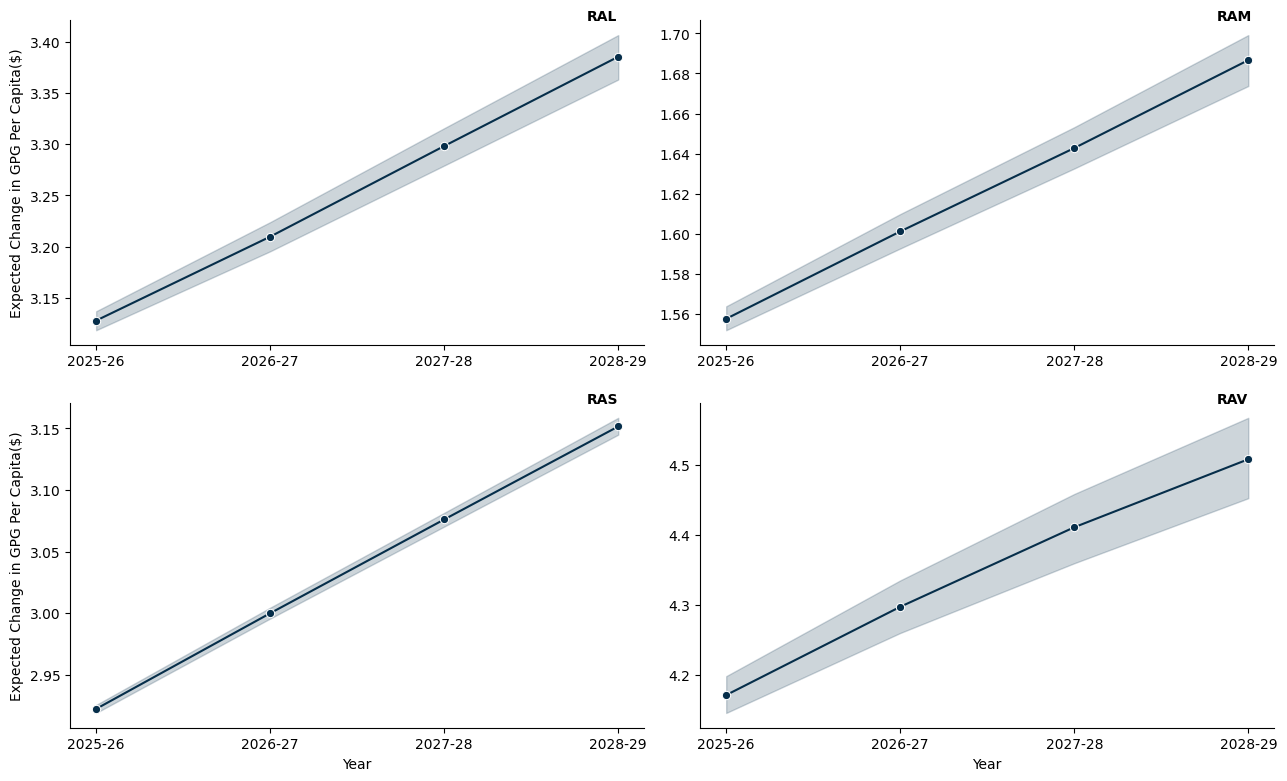 RAL
Expected Change in GPG Per Capita($)
3.40
3.35
3.30
3.25
3.20
3.15
2025-26 2026-27 2027-28 2028-29
RAM
1.70
1.68
1.66
1.64
1.62
1.60
1.58
1.56
2025-26 2026-27 2027-28 2028-29
RAS
Expected Change in GPG Per Capita($)
3.15
3.10
3.05
3.00
2.95
2025-26 2026-27 2027-28 2028-29
Year
RAV
4.5
4.4
4.3
4.2
2025-26 2026-27 2027-28 2028-29
Year